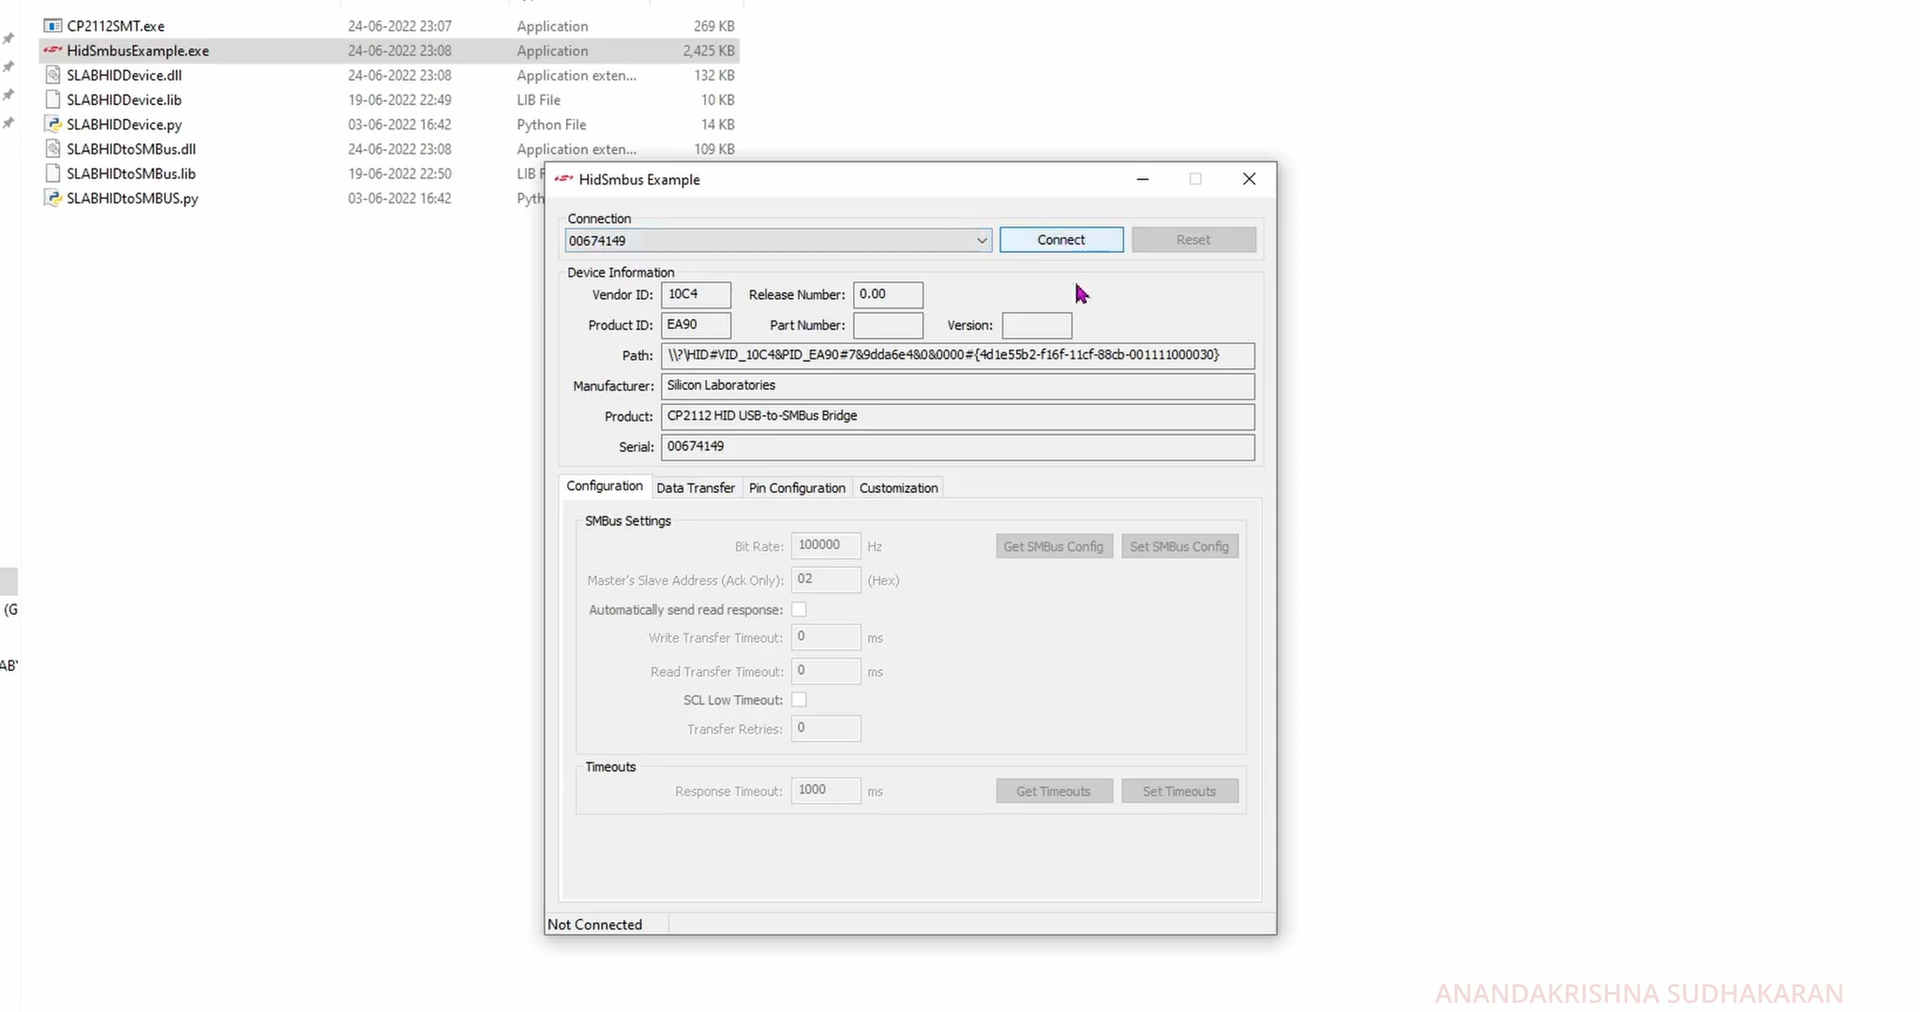 CP2112SMT.exe 24-06-2022 23:07 Application 269 KB
HidSmbusExample.exe 24-06-2022 23:08 Application 2,425 KB
SLABHIDDevice.dll 24-06-2022 23:08 Application exten... 132 KB
SLABHIDDevice.lib 19-06-2022 22:49 LIB File 10 KB
SLABHIDDevice.py 03-06-2022 16:42 Python File 14 KB
SLABHIDtoSMBus.dll 24-06-2022 23:08 Application exten... 109 KB
SLABHIDtoSMBus.lib 19-06-2022 22:50 LIB F
SLABHIDtoSMBUS.py 03-06-2022 16:42 Pyth
HidSmbus Example
Connection
00674149 Connect Reset
Device Information
Vendor ID: 10C4 Release Number: 0.00
Product ID: EA90 Part Number: Version:
Path: \\?\HID#VID_10C4&PID_EA90#7&9dda6e4&0&0000#{4d1e55b2-f16f-11cf-88cb-001111000030}
Manufacturer: Silicon Laboratories
Product: CP2112 HID USB-to-SMBus Bridge
Serial: 00674149
Configuration Data Transfer Pin Configuration Customization
SMBus Settings
Bit Rate: 100000 Hz Get SMBus Config Set SMBus Config
Master's Slave Address (Ack Only): 02 (Hex)
Automatically send read response:
(G
Write Transfer Timeout: 0 ms
AB'
Read Transfer Timeout: 0 ms
SCL Low Timeout:
Transfer Retries: 0
Timeouts
Response Timeout: 1000 ms Get Timeouts Set Timeouts
Not Connected
ANANDAKRISHNA SUDHAKARAN